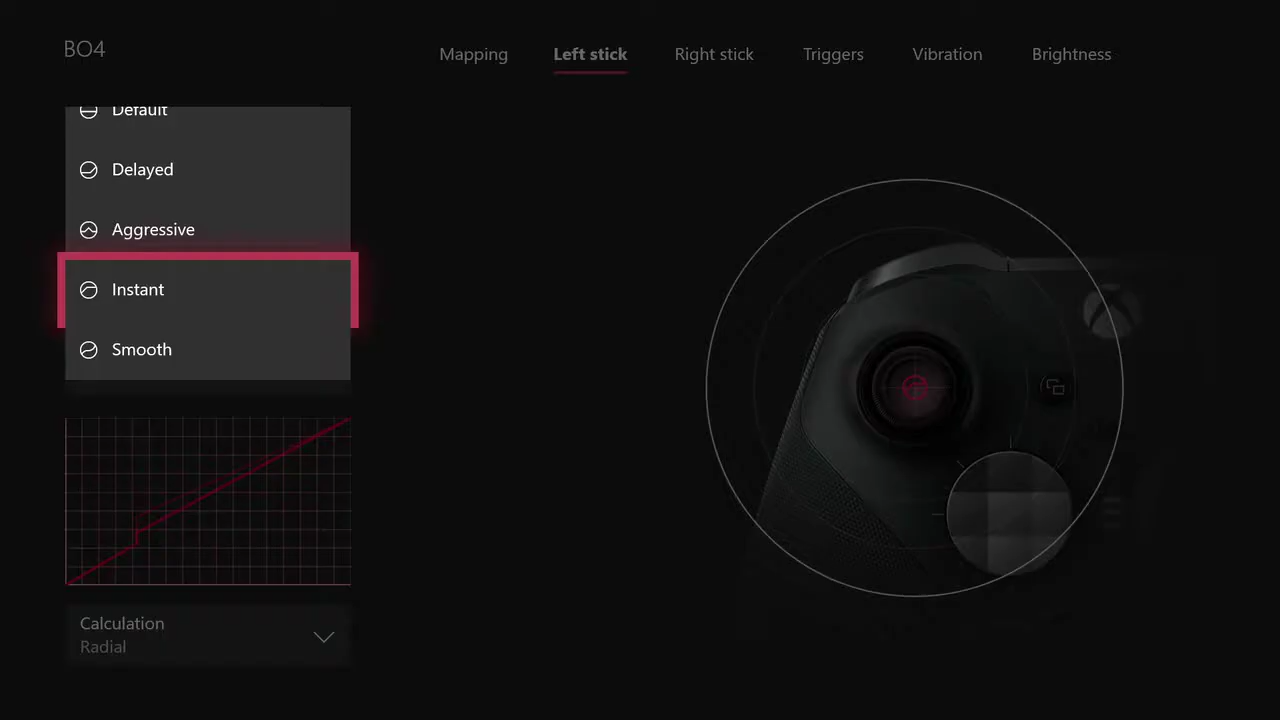 BO4
Mapping
Left stick
Right stick
Triggers
Vibration
Brightness
Default
Delayed
Aggressive
Instant
Smooth
Calculation
Radial